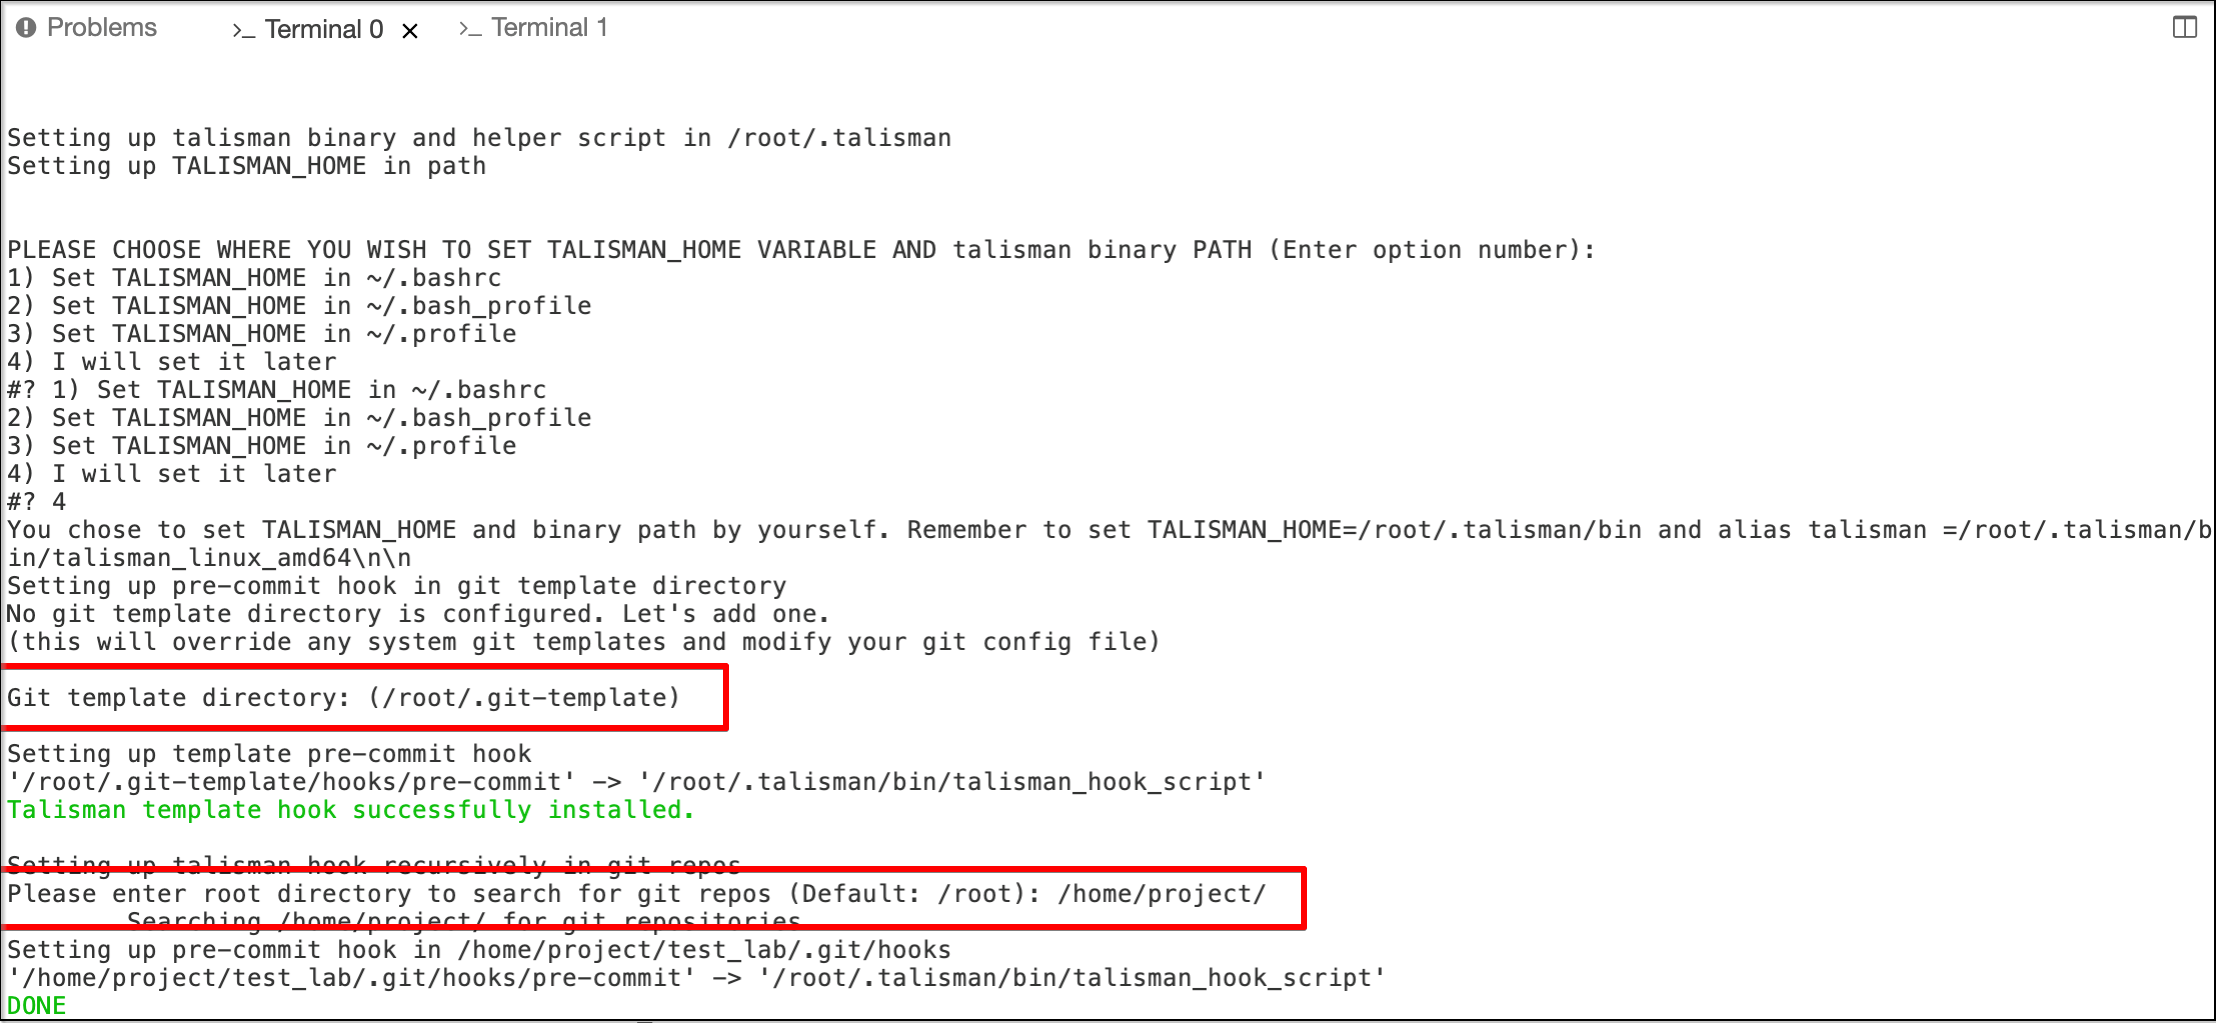 Problems
>_ Terminal 0 ×
>_ Terminal 1
Setting up talisman binary and helper script in /root/.talisman
Setting up TALISMAN_HOME in path
PLEASE CHOOSE WHERE YOU WISH TO SET TALISMAN_HOME VARIABLE AND talisman binary PATH (Enter option number):
1) Set TALISMAN_HOME in ~/.bashrc
2) Set TALISMAN_HOME in ~/.bash_profile
3) Set TALISMAN_HOME in ~/.profile
4) I will set it later
#? 1) Set TALISMAN_HOME in ~/.bashrc
2) Set TALISMAN_HOME in ~/.bash_profile
3) Set TALISMAN_HOME in ~/.profile
4) I will set it later
#? 4
You chose to set TALISMAN_HOME and binary path by yourself. Remember to set TALISMAN_HOME=/root/.talisman/bin and alias talisman =/root/.talisman/b
in/talisman_linux_amd64\n\n
Setting up pre-commit hook in git template directory
No git template directory is configured. Let's add one.
(this will override any system git templates and modify your git config file)
Git template directory: (/root/.git-template)
Setting up template pre-commit hook
'/root/.git-template/hooks/pre-commit' -> '/root/.talisman/bin/talisman_hook_script'
Talisman template hook successfully installed.
Setting up talisman hook recursively in git repos
Please enter root directory to search for git repos (Default: /root): /home/project/
Searching /home/project/ for git repositories
Setting up pre-commit hook in /home/project/test_lab/.git/hooks
'/home/project/test_lab/.git/hooks/pre-commit' -> '/root/.talisman/bin/talisman_hook_script'
DONE